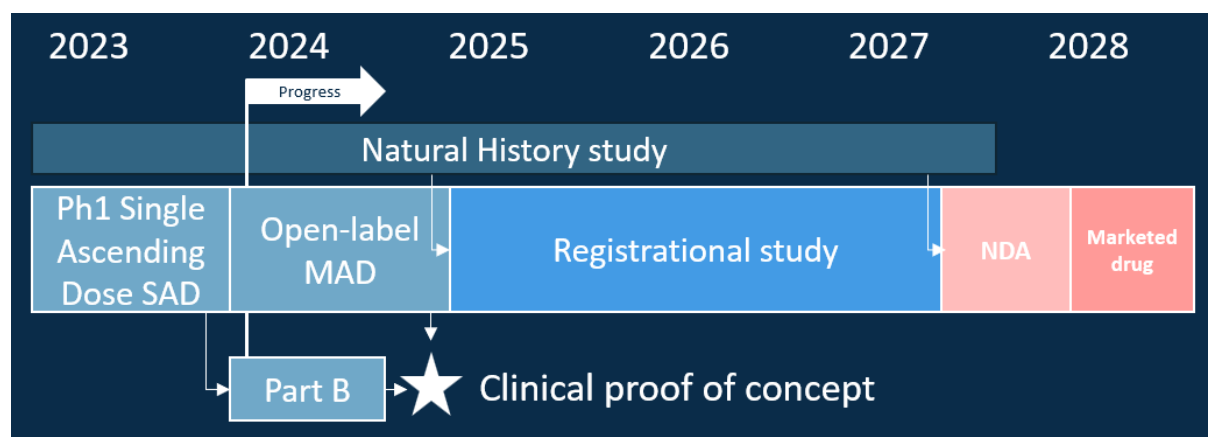 2023 2024 2025 2026 2027 2028
Progress
Natural History study
Ph1 Single
Ascending
Dose SAD
Open-label
MAD
Registrational study
NDA
Marketed
drug
Part B
Clinical proof of concept